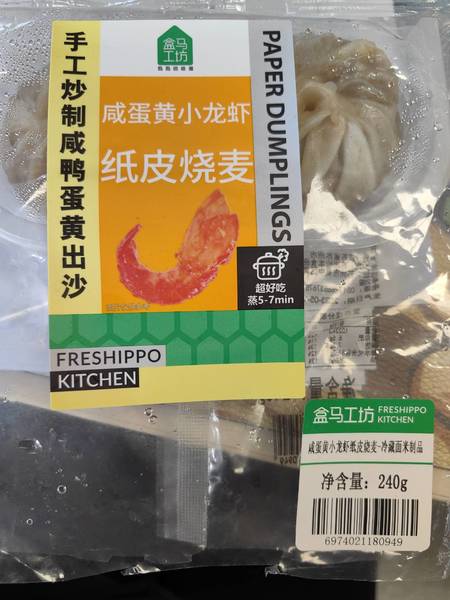 手工炒制咸鸭蛋黄出沙
盒马
工坊
咸蛋黄小龙虾
纸皮烧麦
PAPER DUMPLINGS
超好吃
蒸5-7min
FRESHIPPO
KITCHEN
盒马工坊 FRESHIPPO
KITCHEN
咸蛋黄小龙虾纸皮烧麦-冷藏面米制品
净含量: 240g
6974021180949